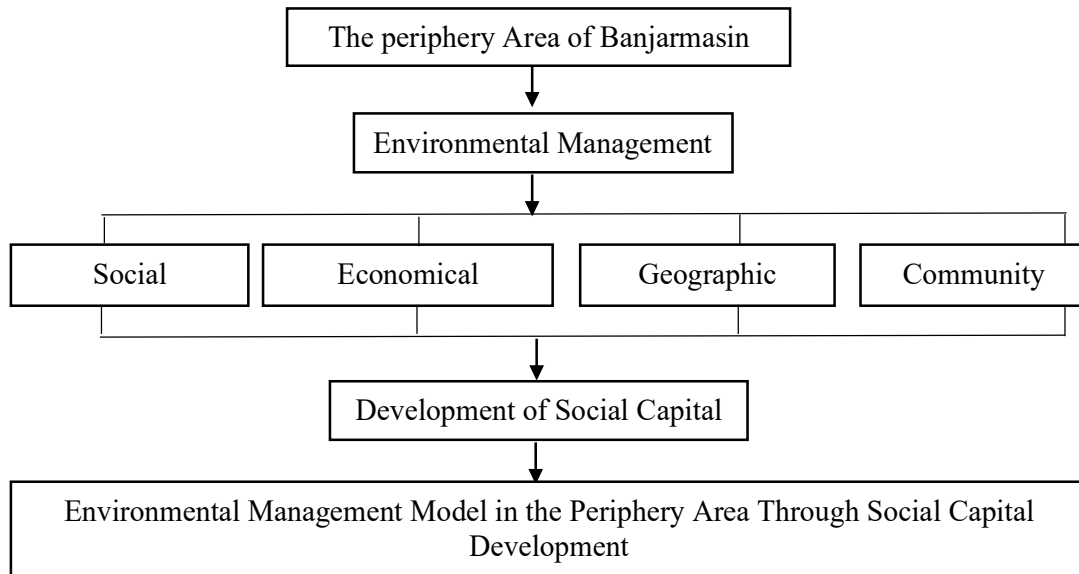 The periphery Area of Banjarmasin
Environmental Management
Social
Economical
Geographic
Community
Development of Social Capital
Environmental Management Model in the Periphery Area Through Social Capital
Development